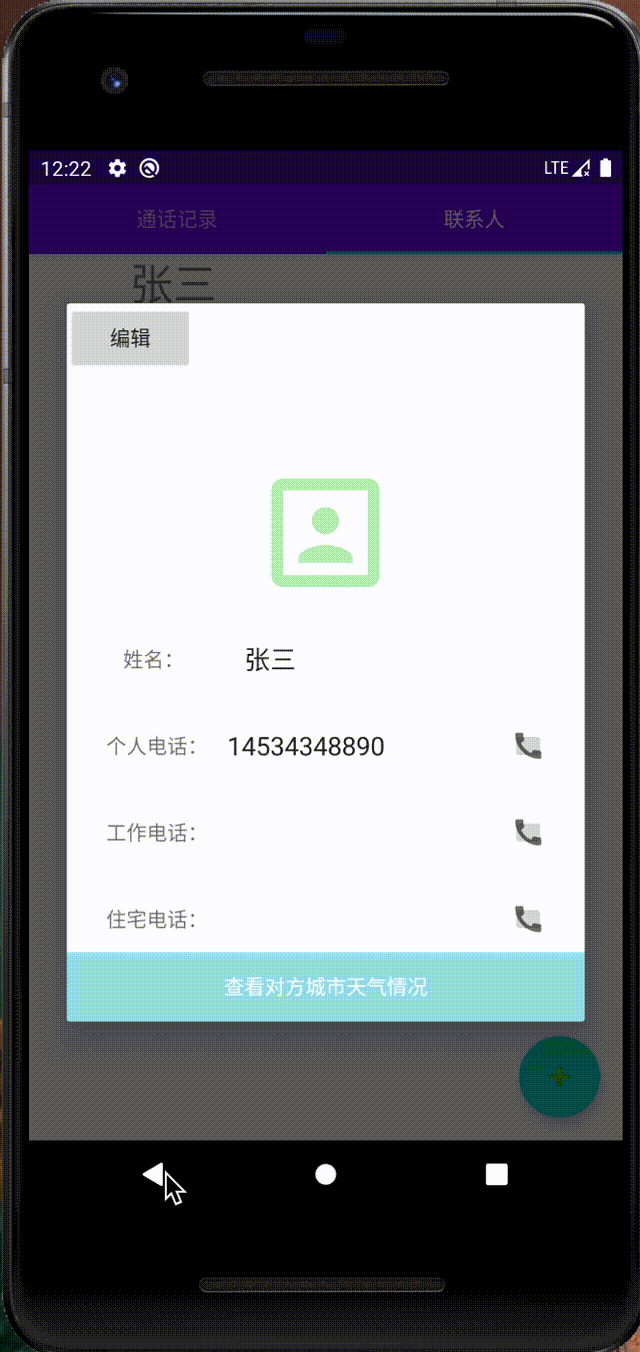 12:22 LTE
通话记录 联系人
张三
编辑
姓名： 张三
个人电话： 14534348890
工作电话：
住宅电话：
查看对方城市天气情况